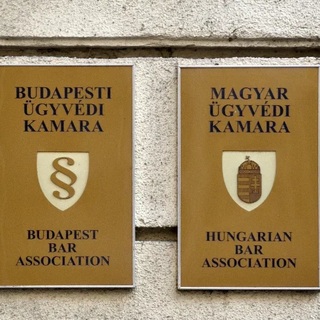 BUDAPESTI
ÜGYVÉDI
KAMARA
§
BUDAPEST
BAR
ASSOCIATION
MAGYAR
ÜGYVÉDI
KAMARA
HUNGARIAN
BAR
ASSOCIATION